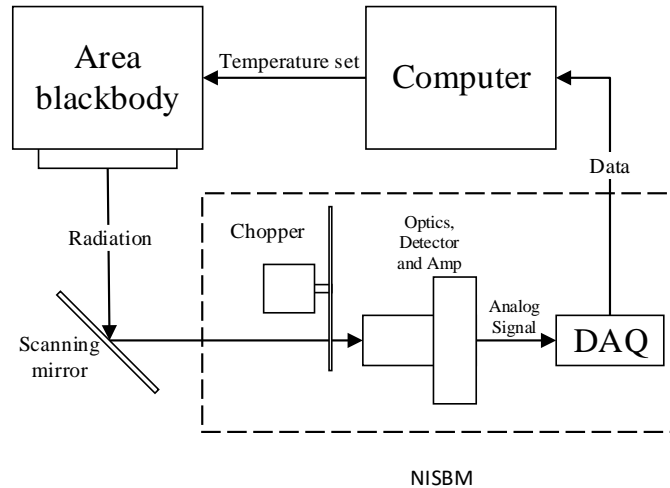 Area
blackbody
Temperature set
Computer
Radiation
Data
Chopper
Optics,
Detector
and Amp
Scanning
mirror
Analog
Signal
DAQ
NISBM